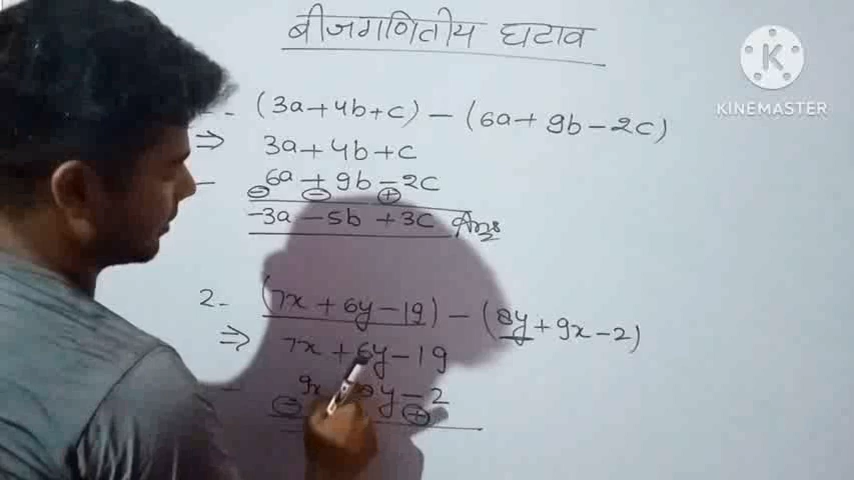 बीजगणितीय घटाव
K
KINEMASTER
- (3a+4b+c) - (6a+9b-2c)
⇒ 3a+4b+c
- 6a+9b-2c
⊖ ⊖ ⊕
-3a -5b +3c Ans
2- (7x+6y-19) - (8y+9x-2)
⇒ 7x+6y-19
- 9x y-2
⊖ ⊕